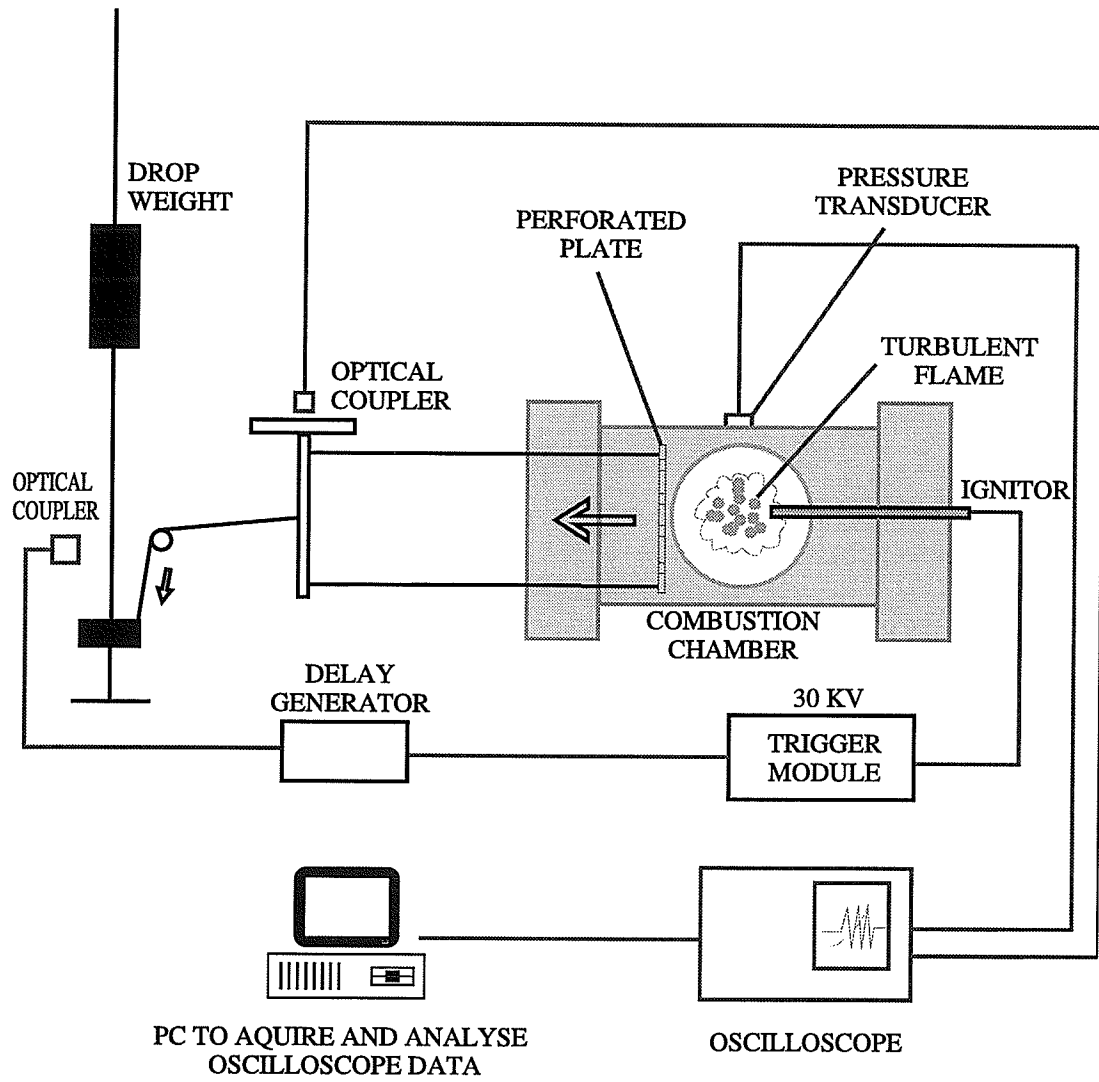 DROP
WEIGHT
PRESSURE
TRANSDUCER
PERFORATED
PLATE
OPTICAL
COUPLER
TURBULENT
FLAME
OPTICAL
COUPLER
IGNITOR
COMBUSTION
CHAMBER
DELAY
GENERATOR
30 KV
TRIGGER
MODULE
PC TO AQUIRE AND ANALYSE
OSCILLOSCOPE DATA
OSCILLOSCOPE